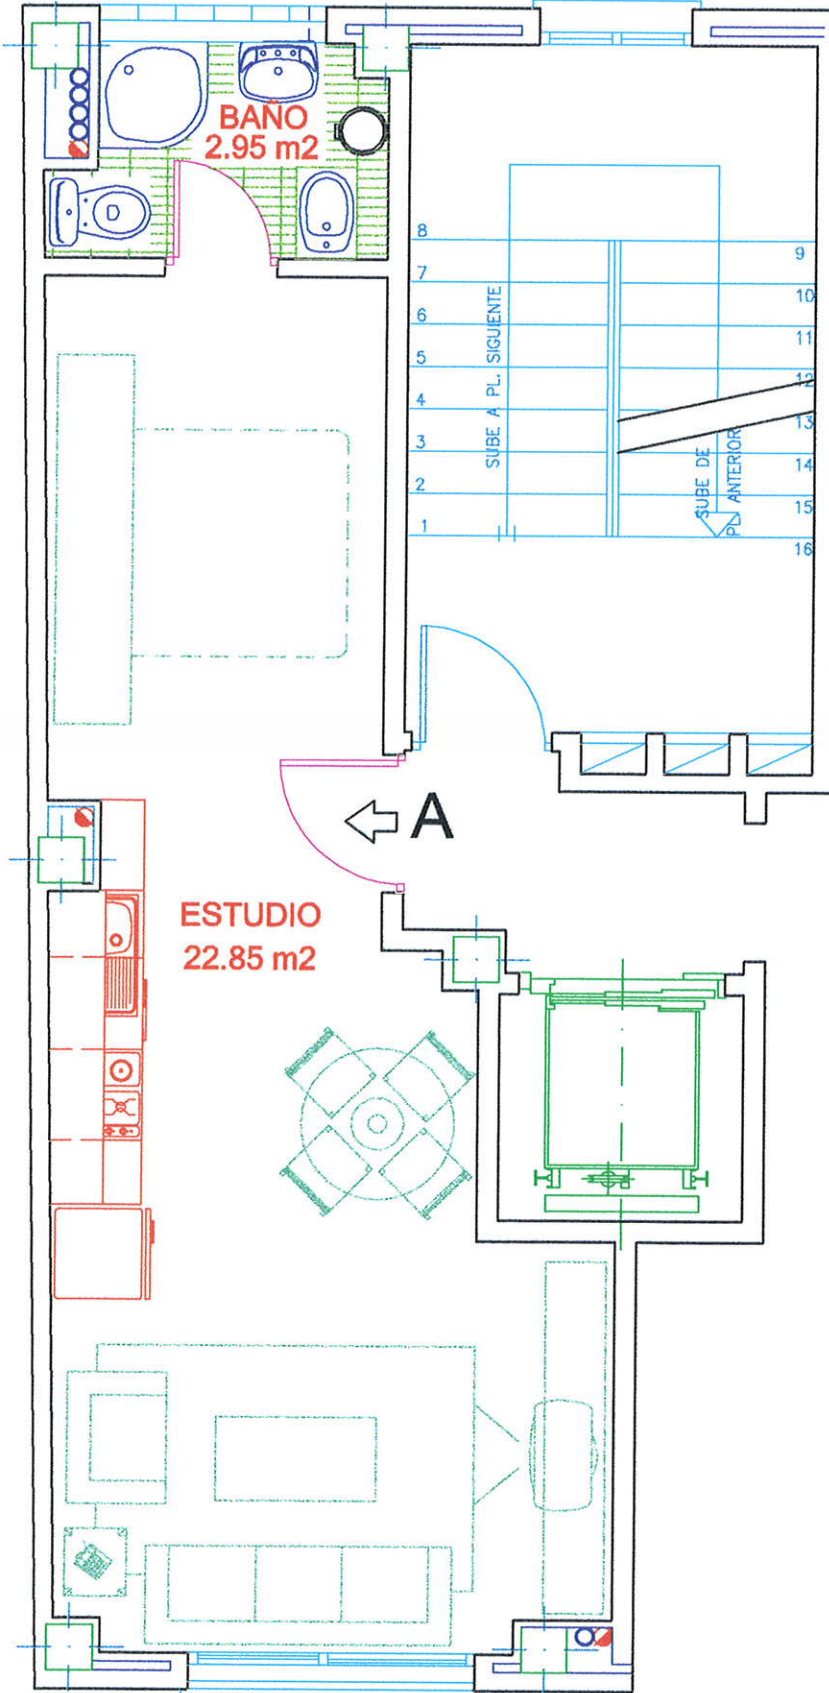 BAÑO
2.95 m2
8
7
6
5
4
3
2
1
SUBE A PL. SIGUIENTE
9
10
11
12
13
14
15
16
SUBE DE
PL. ANTERIOR
A
ESTUDIO
22.85 m2